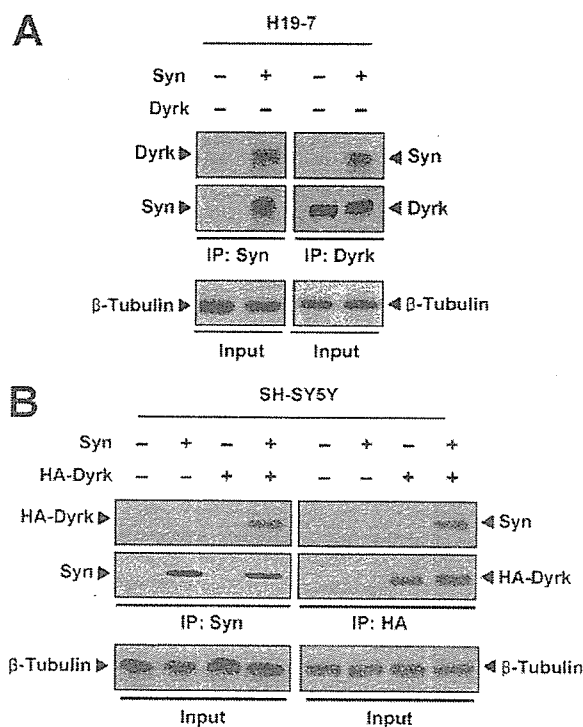 A
H19-7
Syn - + - +
Dyrk - - - -
Dyrk Syn
Syn Dyrk
IP: Syn IP: Dyrk
β-Tubulin β-Tubulin
Input Input
B
SH-SY5Y
Syn - + - + - + - +
HA-Dyrk - - + + - - + +
HA-Dyrk Syn
Syn HA-Dyrk
IP: Syn IP: HA
β-Tubulin β-Tubulin
Input Input